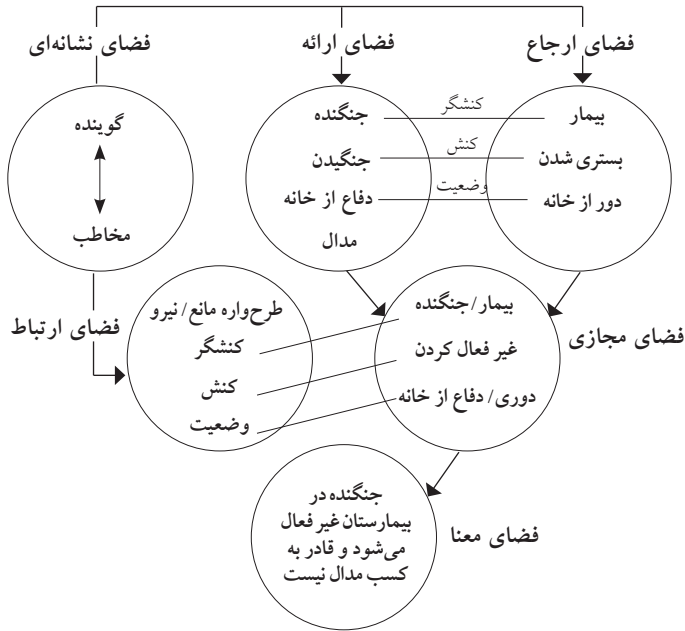 فضای ارجاع
فضای ارائه
فضای نشانه‌ای
بیمار
بستری شدن
دور از خانه
کنشگر
کنش
وضعیت
جنگنده
جنگیدن
دفاع از خانه
مدال
گوینده
مخاطب
فضای مجازی
بیمار/جنگنده
غیر فعال کردن
دوری/ دفاع از خانه
طرح‌واره مانع/ نیرو
کنشگر
کنش
وضعیت
فضای ارتباط
فضای معنا
جنگنده در
بیمارستان غیر فعال
می‌شود و قادر به
کسب مدال نیست